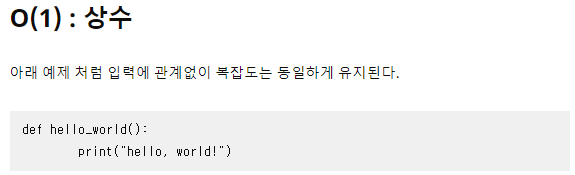 O(1) : 상수
아래 예제 처럼 입력에 관계없이 복잡도는 동일하게 유지된다.
def hello_world():
        print("hello, world!")